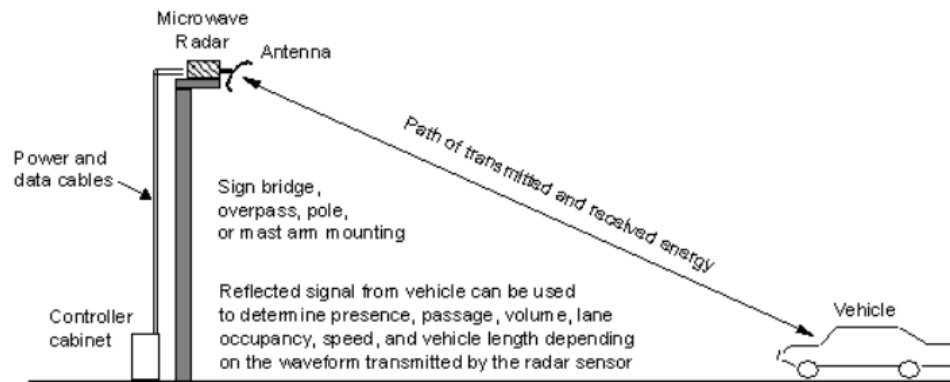 Microwave
Radar
Antenna
Path of transmitted and received energy
Power and
data cables
Sign bridge,
overpass, pole,
or mast arm mounting
Reflected signal from vehicle can be used
to determine presence, passage, volume, lane
occupancy, speed, and vehicle length depending
on the waveform transmitted by the radar sensor
Controller
cabinet
Vehicle